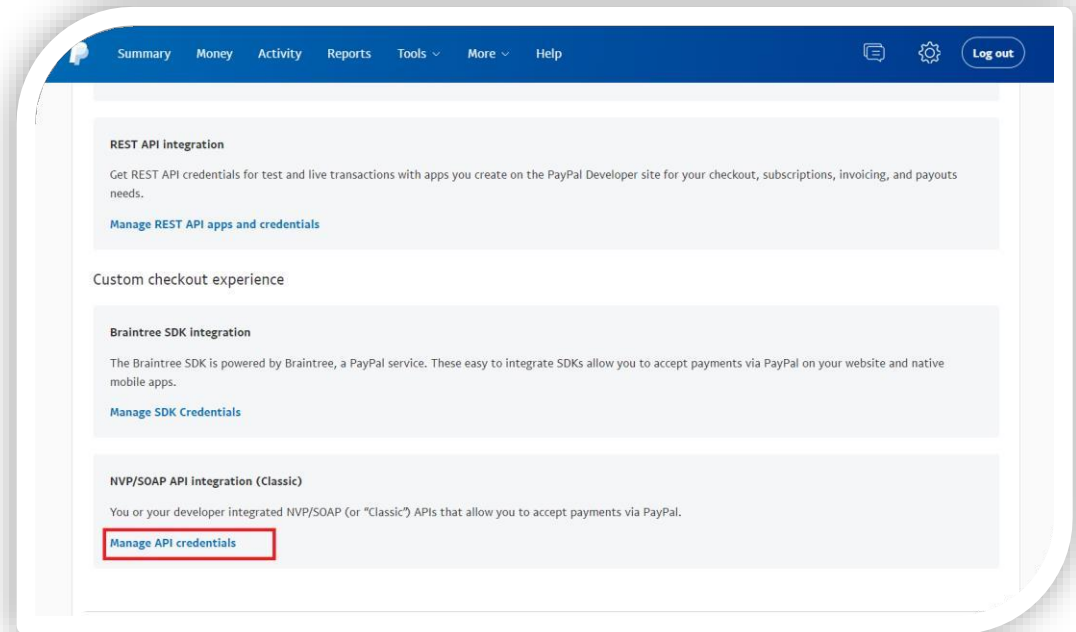 Summary Money Activity Reports Tools More Help Log out
REST API integration
Get REST API credentials for test and live transactions with apps you create on the PayPal Developer site for your checkout, subscriptions, invoicing, and payouts
needs.
Manage REST API apps and credentials
Custom checkout experience
Braintree SDK integration
The Braintree SDK is powered by Braintree, a PayPal service. These easy to integrate SDKs allow you to accept payments via PayPal on your website and native
mobile apps.
Manage SDK Credentials
NVP/SOAP API integration (Classic)
You or your developer integrated NVP/SOAP (or “Classic”) APIs that allow you to accept payments via PayPal.
Manage API credentials